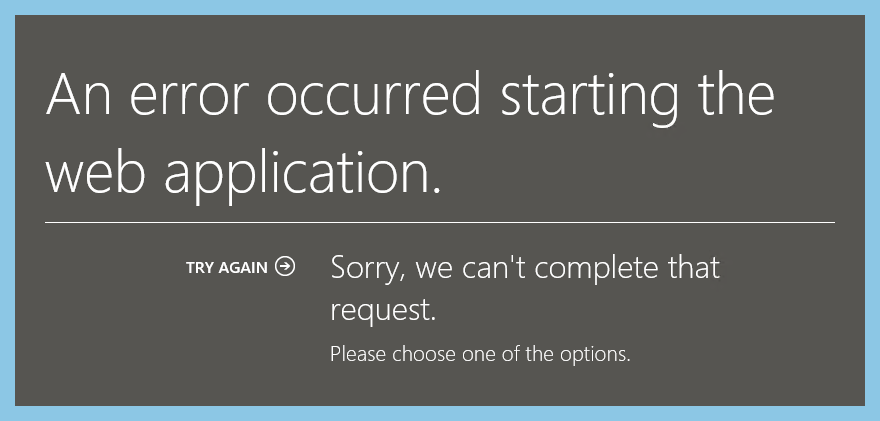 An error occurred starting the
web application.
TRY AGAIN
Sorry, we can't complete that
request.
Please choose one of the options.